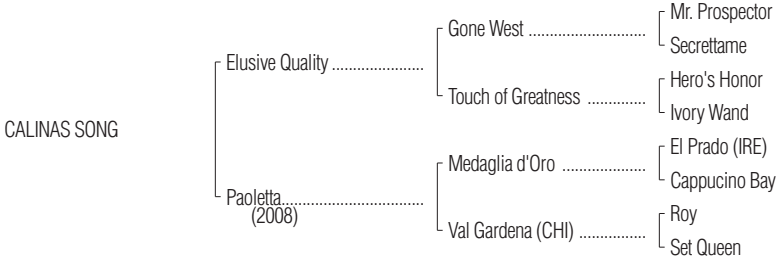 Mr. Prospector
Gone West ............................
Secrettame
Elusive Quality ......................
Hero's Honor
Touch of Greatness ..............
Ivory Wand
CALINAS SONG
El Prado (IRE)
Medaglia d'Oro ....................
Cappucino Bay
Paoletta..................................
(2008)
Roy
Val Gardena (CHI) ................
Set Queen